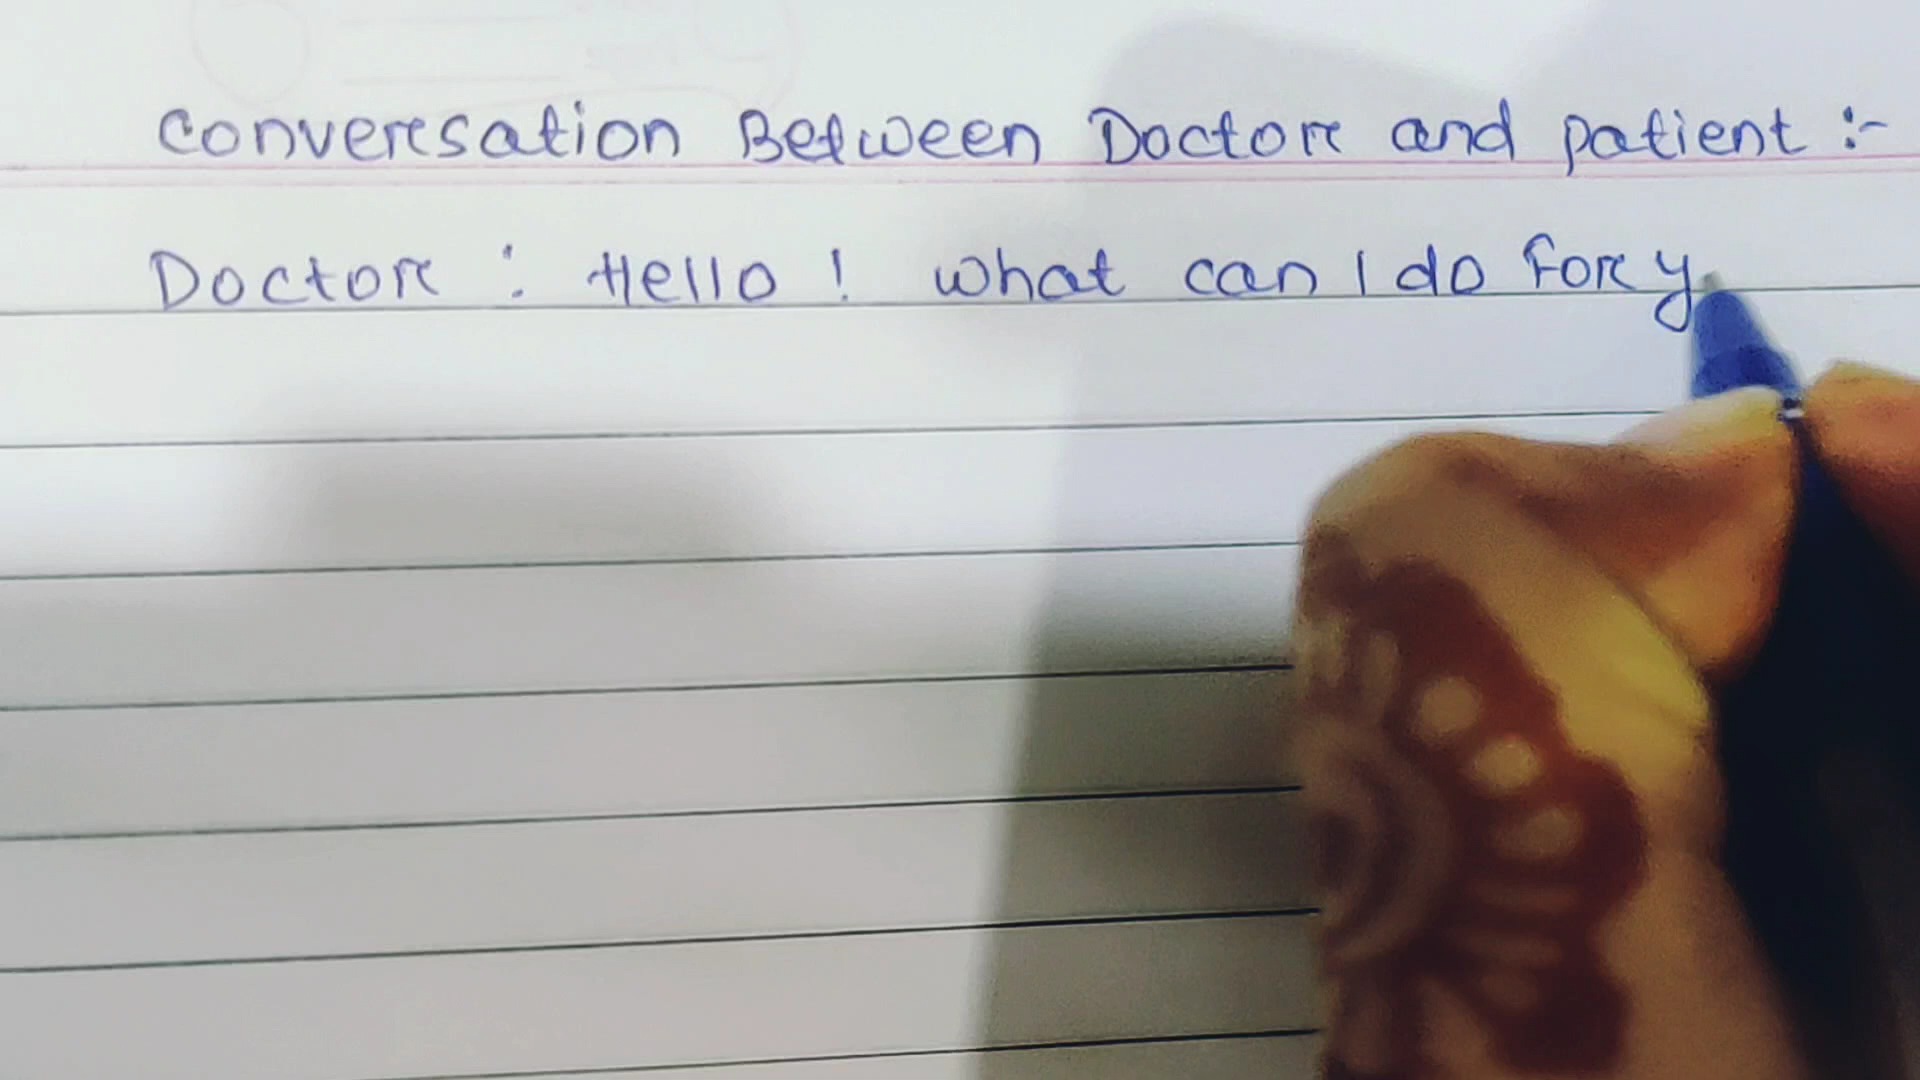 Conversation Between Doctor and patient :-
Doctor : Hello ! What can I do for y